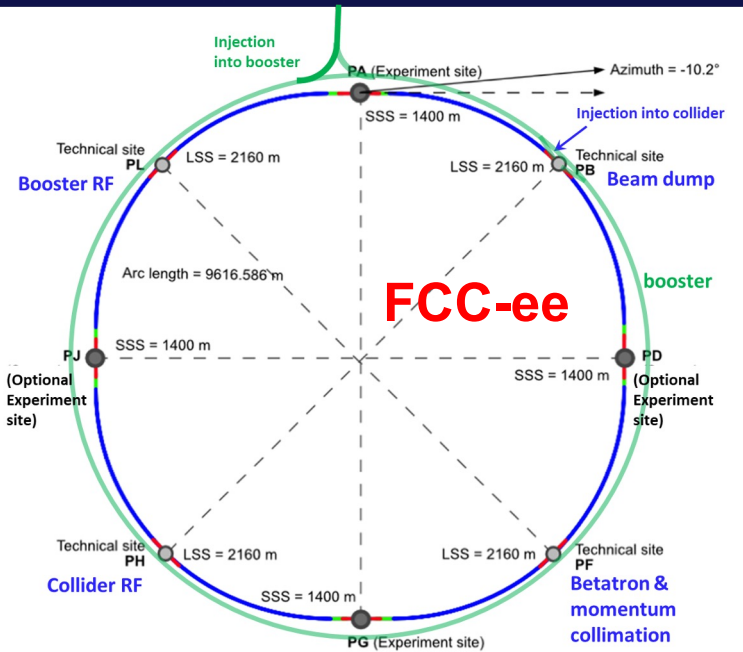 Injection
into booster
PA (Experiment site)
Azimuth = -10.2°
SSS = 1400 m
Injection into collider
Technical site
PL
LSS = 2160 m
Booster RF
LSS = 2160 m
Technical site
PB
Beam dump
Arc length = 9616.586 m
FCC-ee
booster
PJ
SSS = 1400 m
(Optional
Experiment
site)
PD
SSS = 1400 m
(Optional
Experiment
site)
Technical site
PH
LSS = 2160 m
Collider RF
LSS = 2160 m
Technical site
PF
Betatron &
momentum
collimation
SSS = 1400 m
PG (Experiment site)